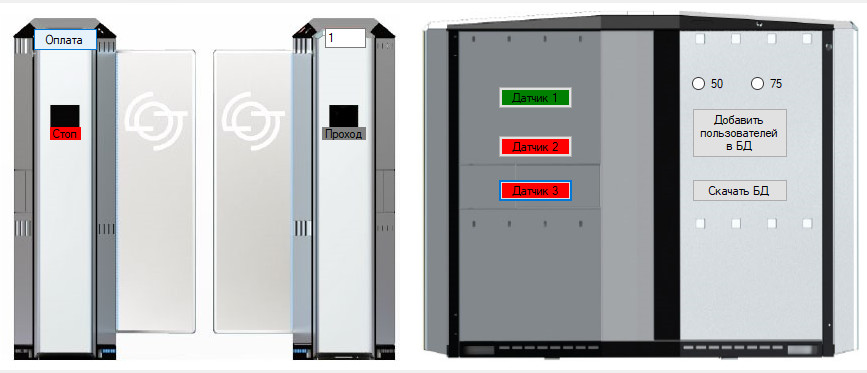 Оплата
1
Стоп
Проход
Датчик 1
Датчик 2
Датчик 3
50
75
Добавить
пользователей
в БД
Скачать БД